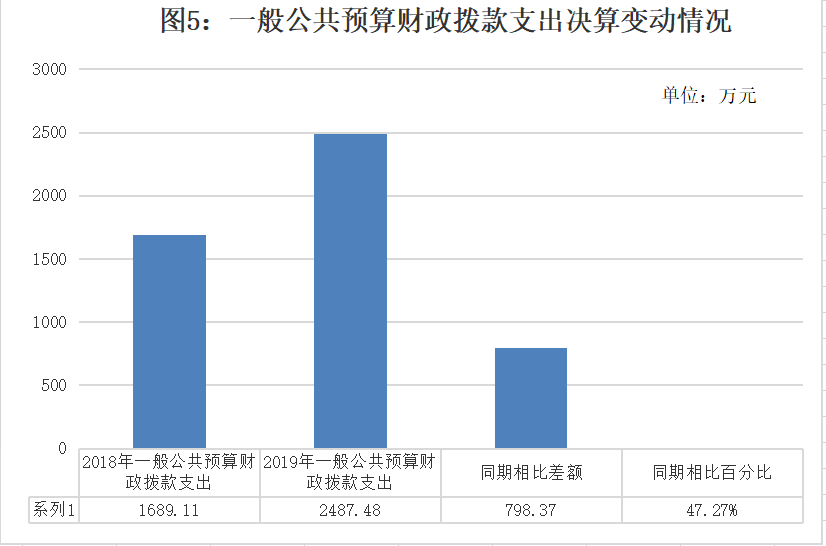 图5：一般公共预算财政拨款支出决算变动情况
单位：万元
3000
2500
2000
1500
1000
500
0
2018年一般公共预算财
政拨款支出
2019年一般公共预算财
政拨款支出
同期相比差额
同期相比百分比
系列1
1689.11
2487.48
798.37
47.27%